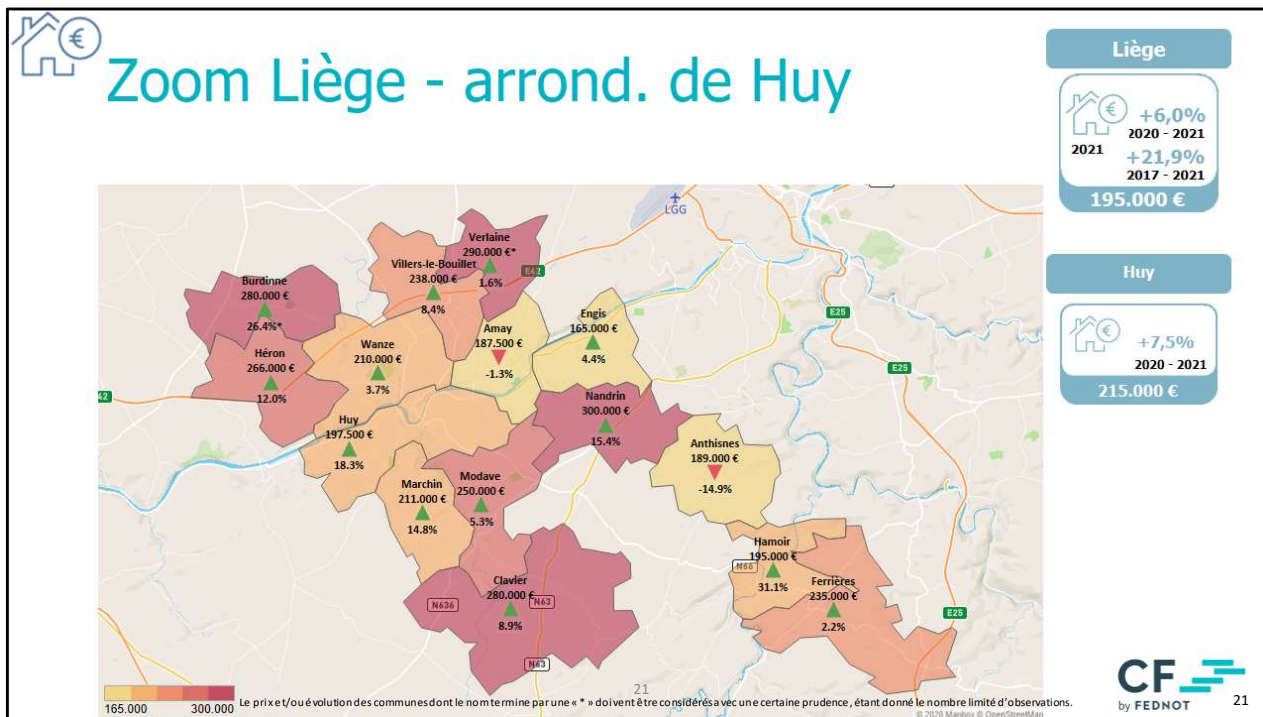 €
Zoom Liège - arrond. de Huy
Liège
€
+6,0%
2020 - 2021
2021
+21,9%
2017 - 2021
195.000 €
Huy
€
+7,5%
2020 - 2021
215.000 €
LGG
Verlaine
290.000 €*
1.6%
E42
Villers-le-Bouillet
238.000 €
8.4%
Burdinne
280.000 €
26.4%*
Engis
165.000 €
4.4%
Amay
187.500 €
-1.3%
Wanze
210.000 €
3.7%
Héron
266.000 €
12.0%
E25
E25
42
Nandrin
300.000 €
15.4%
Huy
197.500 €
18.3%
Anthisnes
189.000 €
-14.9%
Modave
250.000 €
5.3%
Marchin
211.000 €
14.8%
Hamoir
195.000 €
31.1%
N66
Ferrières
235.000 €
2.2%
Clavier
280.000 €
8.9%
N636
N63
E25
N63
165.000
300.000
21
Le prix et/ou évolution des communes dont le nom termine par une « * » doivent être considérés avec une certaine prudence, étant donné le nombre limité d'observations.
© 2020 Mapbox © OpenStreetMap
CF
by FEDNOT
21